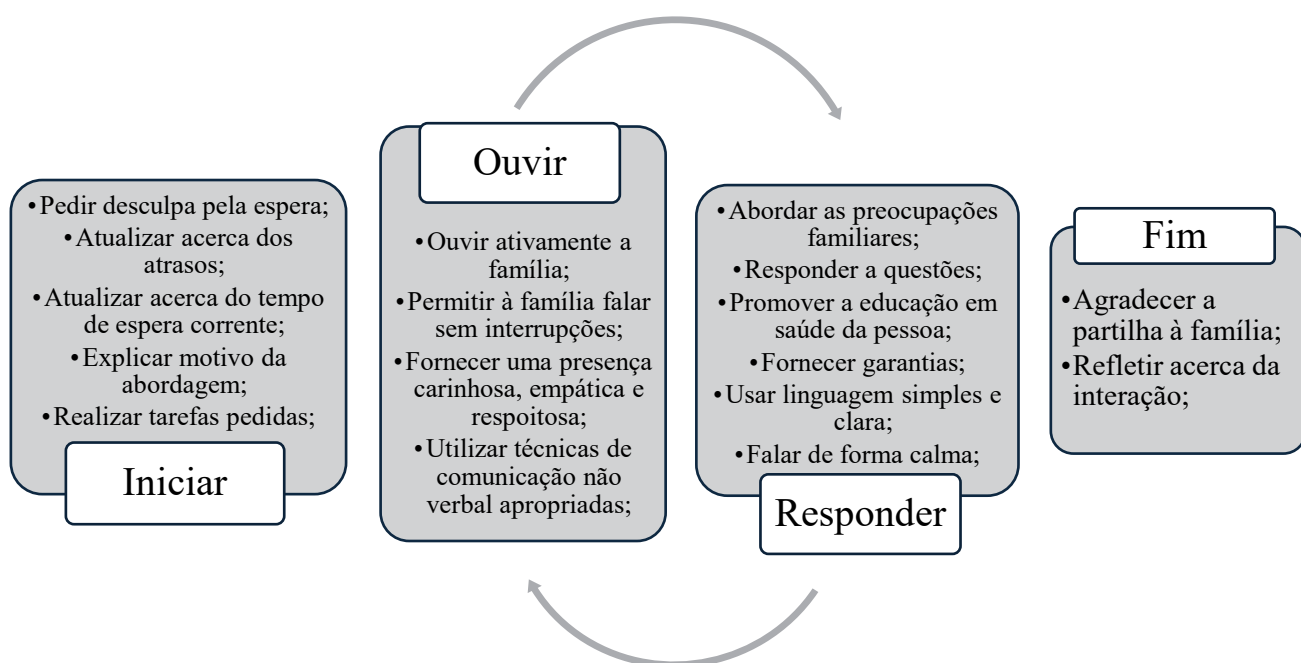 •Pedir desculpa pela espera;
•Atualizar acerca dos
atrasos;
•Atualizar acerca do tempo
de espera corrente;
•Explicar motivo da
abordagem;
•Realizar tarefas pedidas;
Iniciar
Ouvir
•Ouvir ativamente a
família;
•Permitir à família falar
sem interrupções;
•Fornecer uma presença
carinhosa, empática e
respoitosa;
•Utilizar técnicas de
comunicação não
verbal apropriadas;
•Abordar as preocupações
familiares;
•Responder a questões;
•Promover a educação em
saúde da pessoa;
•Fornecer garantias;
•Usar linguagem simples e
clara;
•Falar de forma calma;
Responder
Fim
•Agradecer a
partilha à família;
•Refletir acerca da
interação;